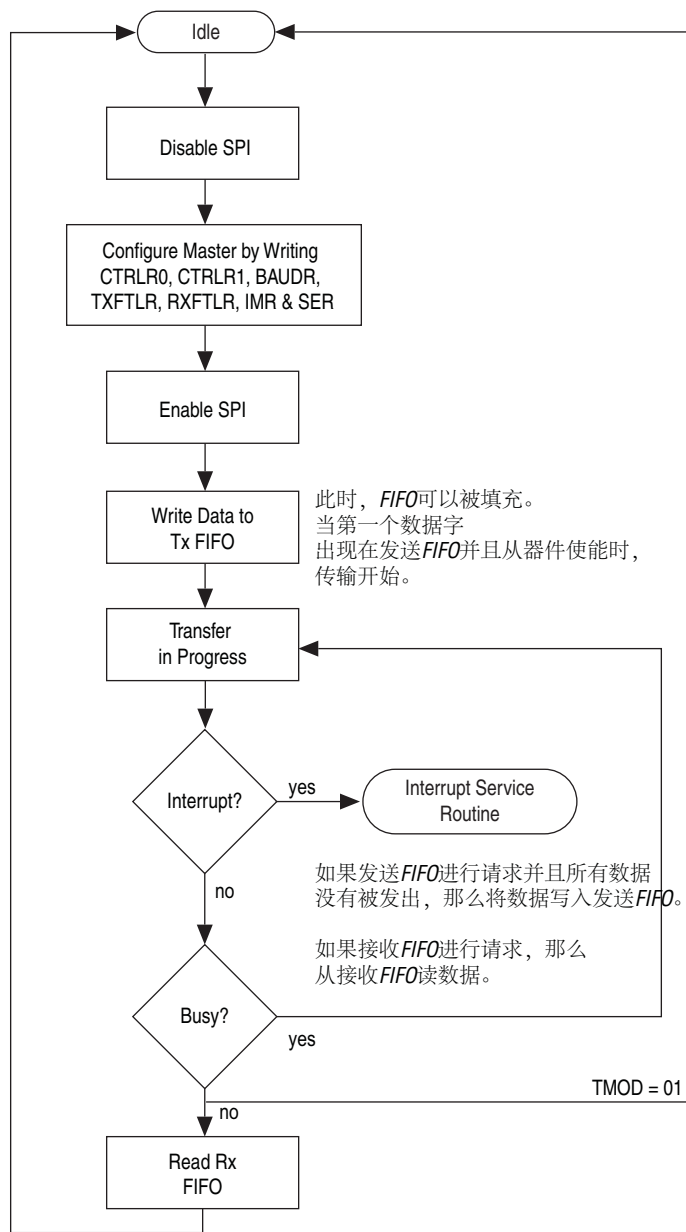 Idle
Disable SPI
Configure Master by Writing
CTRLR0, CTRLR1, BAUDR,
TXFTLR, RXFTLR, IMR & SER
Enable SPI
Write Data to
Tx FIFO
此时，FIFO可以被填充。
当第一个数据字
出现在发送FIFO并且从器件使能时，
传输开始。
Transfer
in Progress
Interrupt?
yes
Interrupt Service
Routine
no
如果发送FIFO进行请求并且所有数据
没有被发出，那么将数据写入发送FIFO。
如果接收FIFO进行请求，那么
从接收FIFO读数据。
Busy?
yes
TMOD = 01
no
Read Rx
FIFO